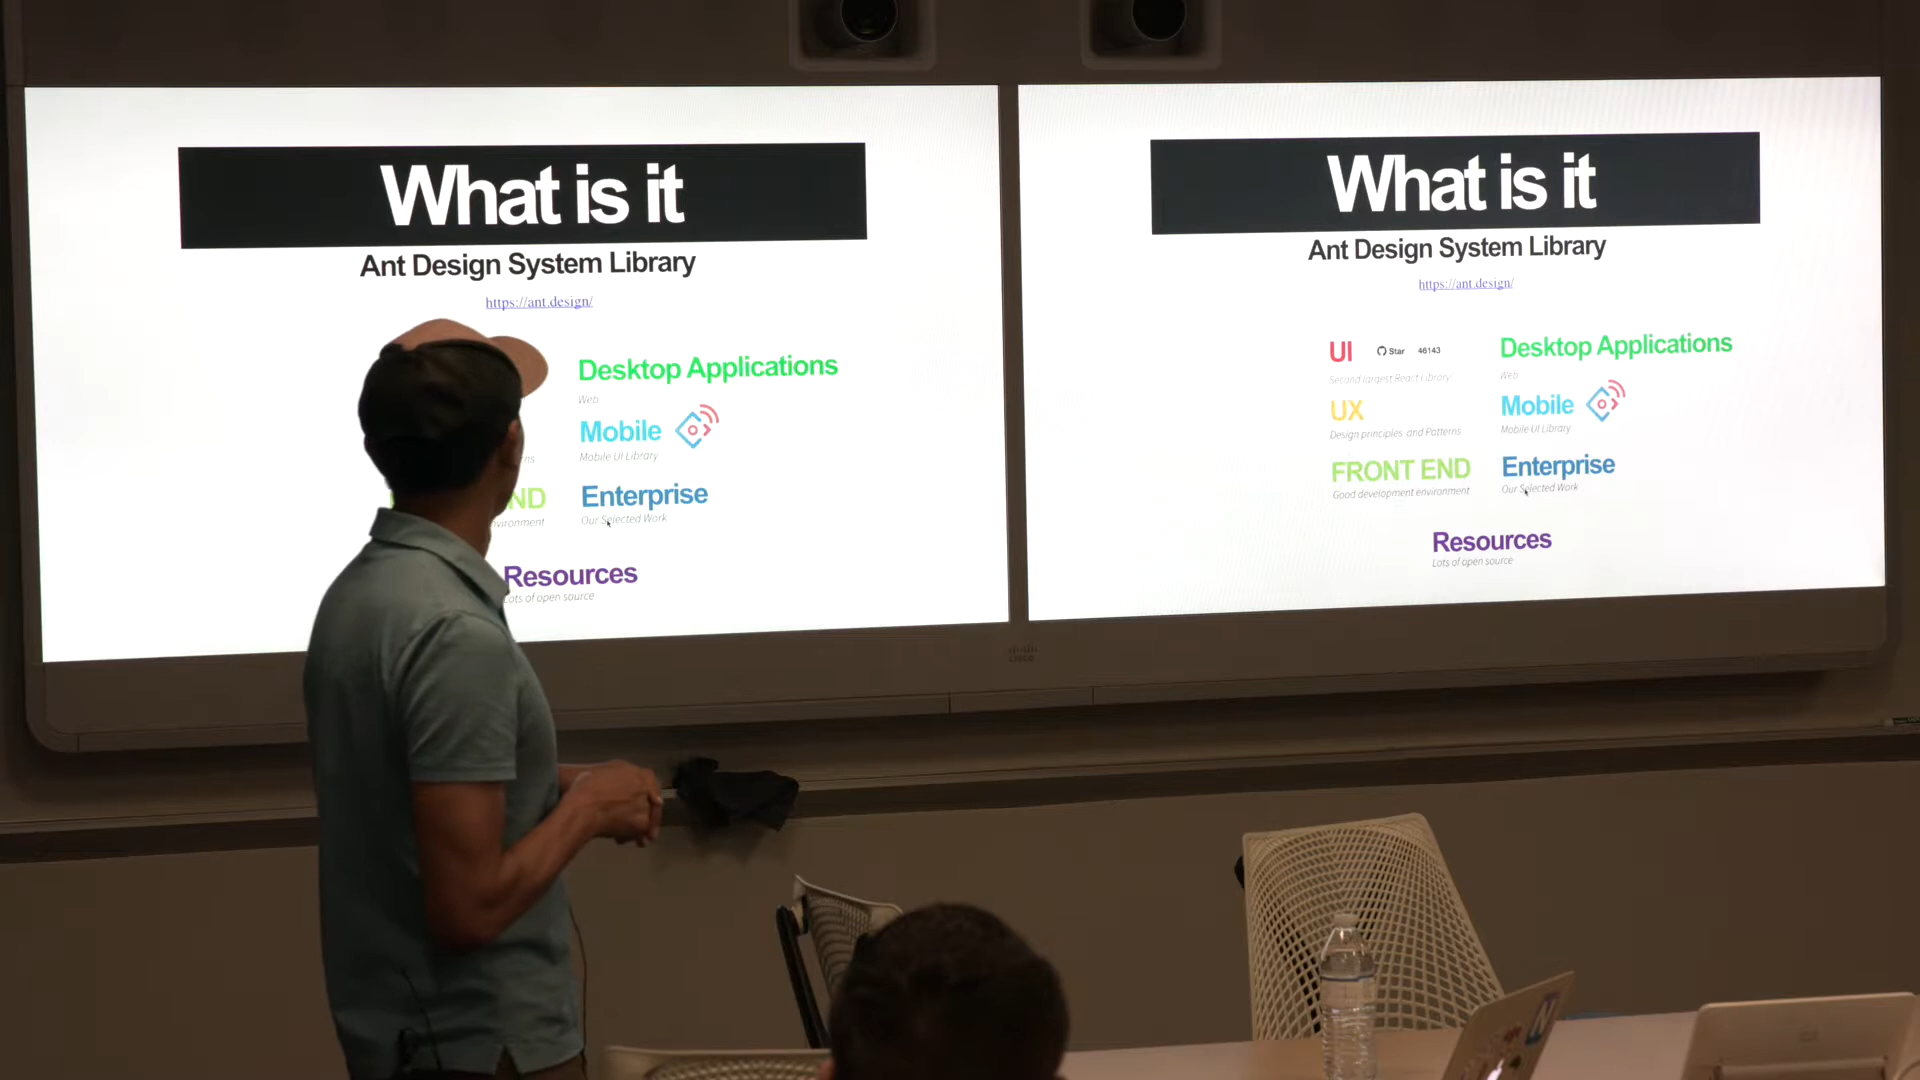 What is it
Ant Design System Library
https://ant.design/
Desktop Applications
Web
Mobile
Mobile UI Library
ns
ND
Enterprise
nvironment
Our Selected Work
Resources
Lots of open source
What is it
Ant Design System Library
https://ant.design/
UI Star 46143
Desktop Applications
Second largest React Library!
Web
UX
Mobile
Design principles and Patterns
Mobile UI Library
FRONT END
Enterprise
Good development environment
Our Selected Work
Resources
Lots of open source
CISCO